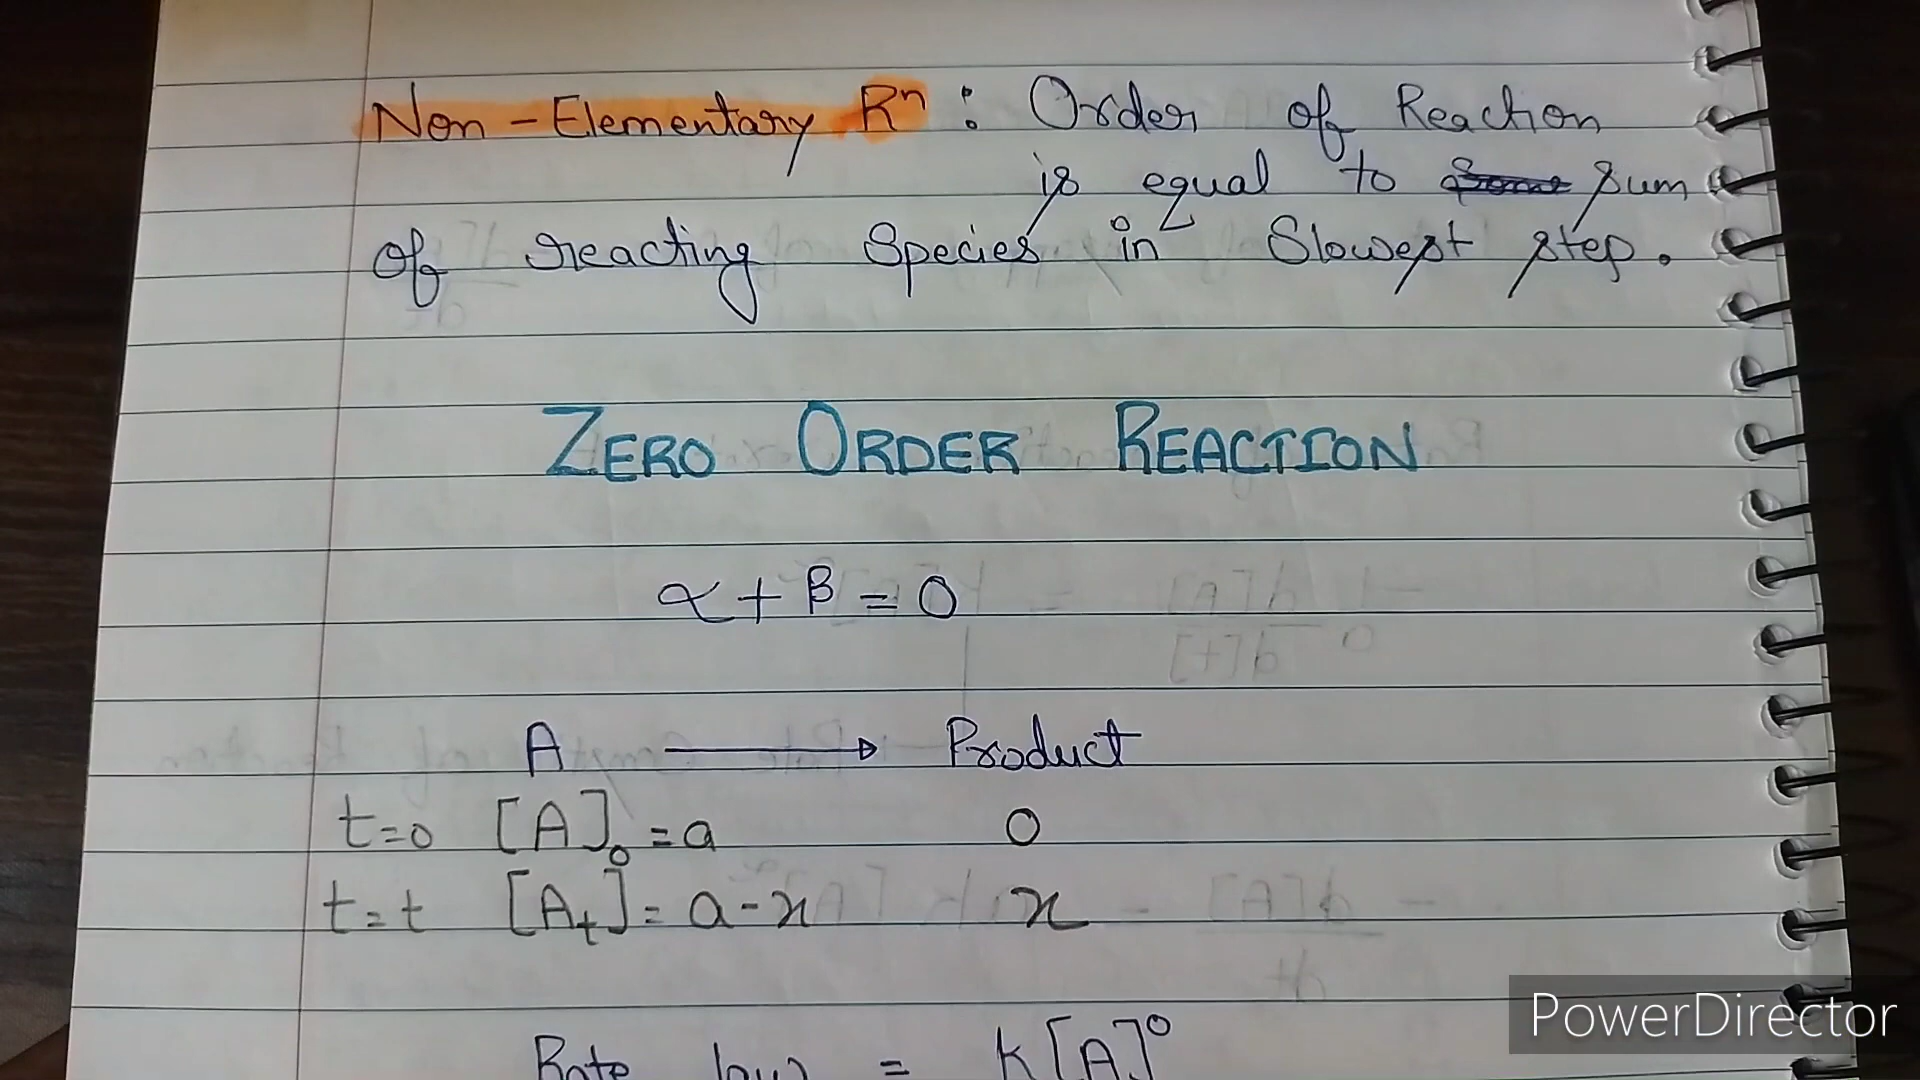 Non - Elementary Rⁿ : Order of Reaction
is equal to sum
of reacting Species in Slowest step.
ZERO ORDER REACTION
α + β = 0
A ⟶ Product
t=0 [A]₀ = a 0
t=t [Aₜ] = a - x x
Rate law = K[A]⁰
PowerDirector